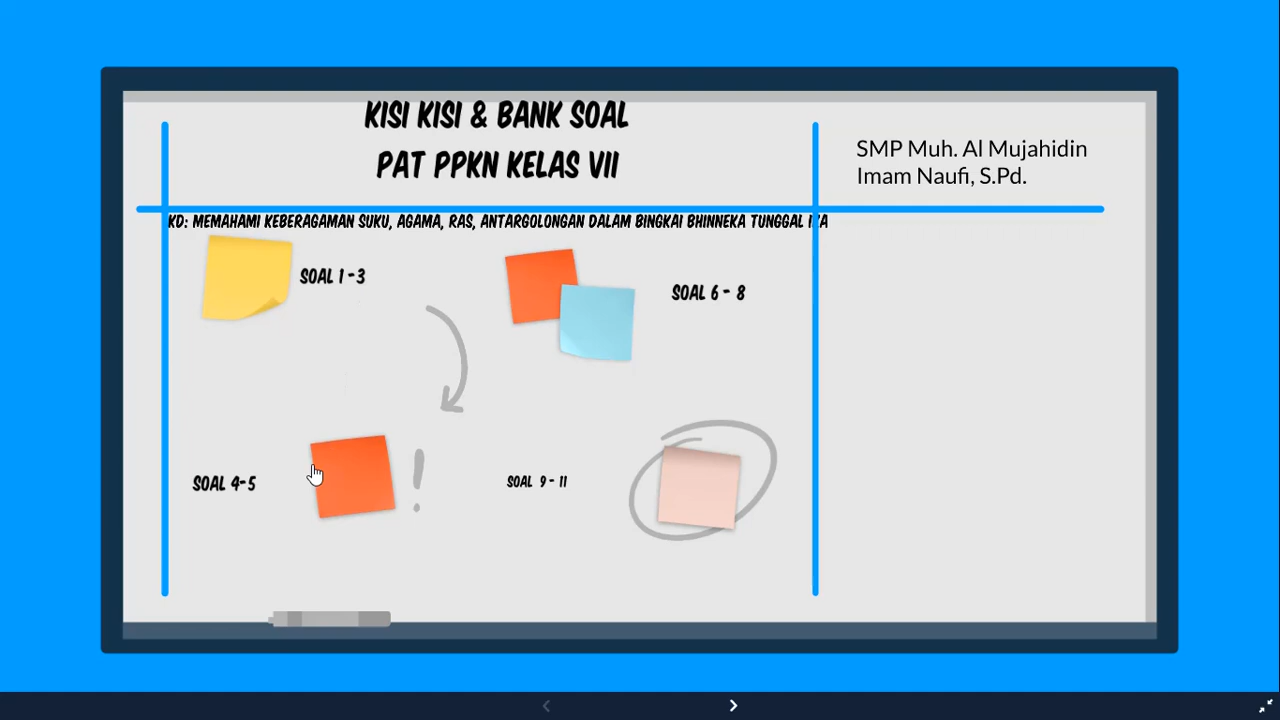 KISI KISI & BANK SOAL
PAT PPKN KELAS VII
SMP Muh. Al Mujahidin
Imam Naufi, S.Pd.
KD: MEMAHAMI KEBERAGAMAN SUKU, AGAMA, RAS, ANTARGOLONGAN DALAM BINGKAI BHINNEKA TUNGGAL IKA
SOAL 1 - 3
SOAL 6 - 8
SOAL 4-5
!
SOAL 9 - 11